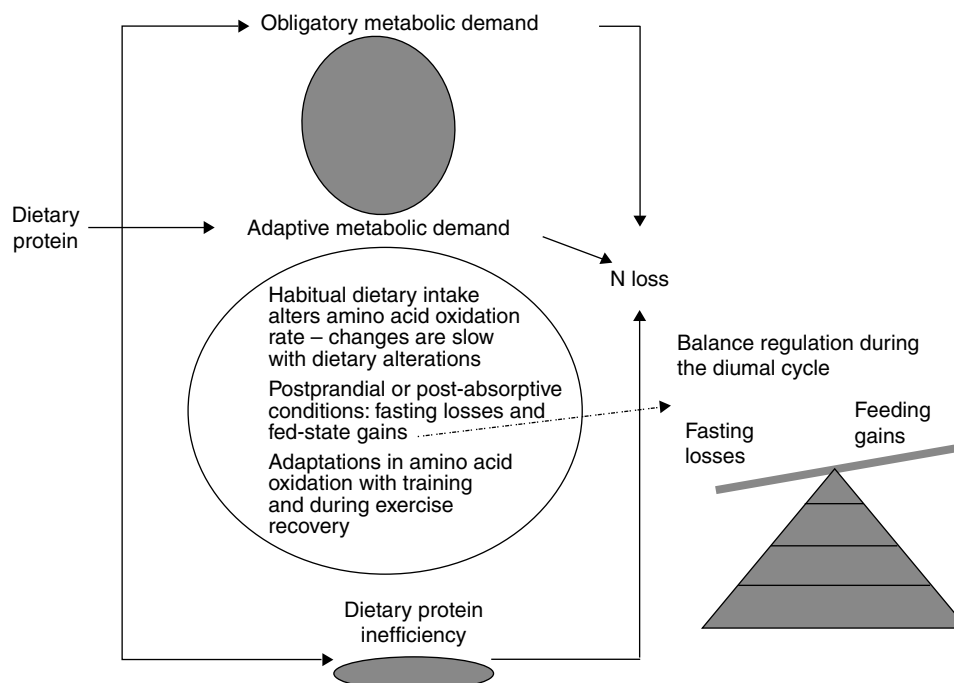 Obligatory metabolic demand
Dietary
protein
Adaptive metabolic demand
N loss
Habitual dietary intake
alters amino acid oxidation
rate – changes are slow
with dietary alterations
Postprandial or post-absorptive
conditions: fasting losses and
fed-state gains
Adaptations in amino acid
oxidation with training
and during exercise
recovery
Balance regulation during
the diumal cycle
Fasting
losses
Feeding
gains
Dietary protein
inefficiency